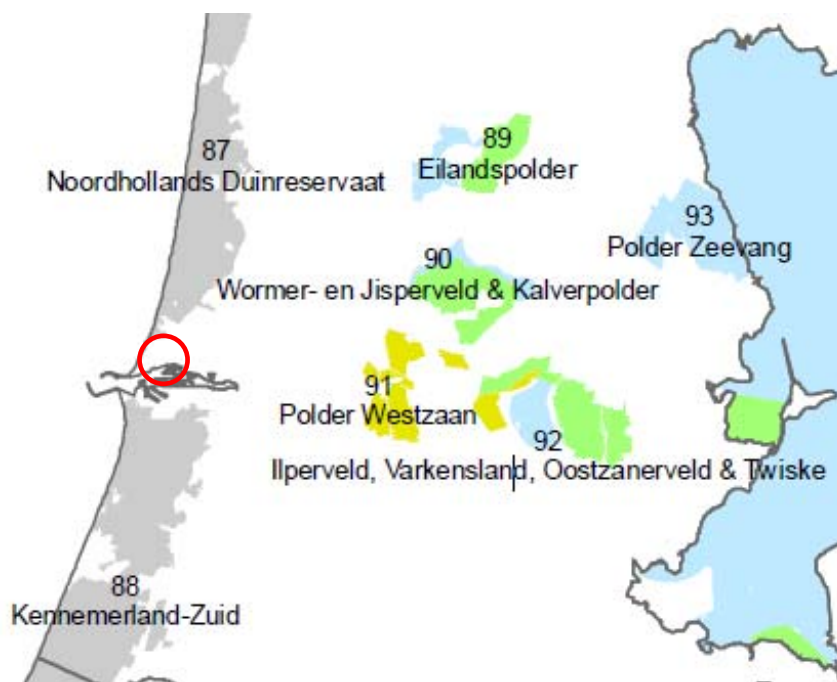 87
Noordhollands Duinreservaat
89
Eilandspolder
93
Polder Zeevang
90
Wormer- en Jisperveld & Kalverpolder
91
Polder Westzaan
92
Ilperveld, Varkensland, Oostzanerveld & Twiske
88
Kennemerland-Zuid